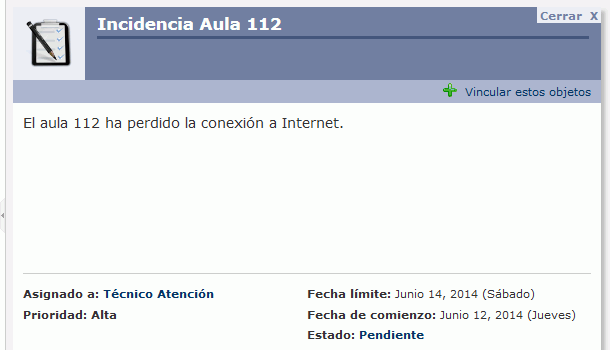 Incidencia Aula 112
Cerrar X
Vincular estos objetos
El aula 112 ha perdido la conexión a Internet.
Asignado a: Técnico Atención
Prioridad: Alta
Fecha límite: Junio 14, 2014 (Sábado)
Fecha de comienzo: Junio 12, 2014 (Jueves)
Estado: Pendiente